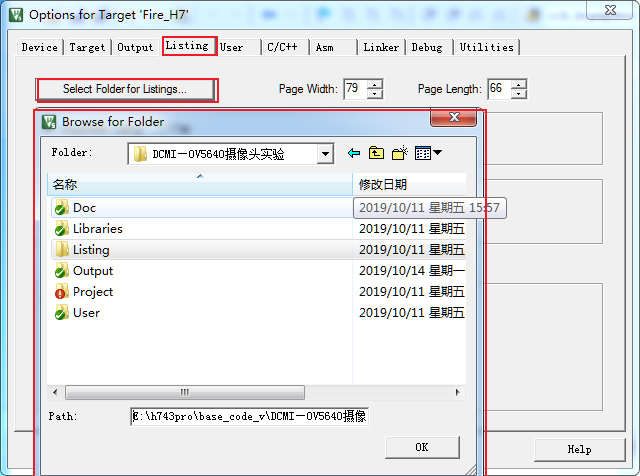 Options for Target 'Fire_H7'
Device Target Output Listing User C/C++ Asm Linker Debug Utilities
Select Folder for Listings... Page Width: 79 Page Length: 66
Browse for Folder
Folder: DCMI—OV5640摄像头实验
名称 修改日期
Doc 2019/10/11 星期五 15:57
Libraries 2019/10/11 星期五
Listing 2019/10/11 星期五
Output 2019/10/14 星期一
Project 2019/10/11 星期五
User 2019/10/11 星期五
Path: E:\h743pro\base_code_v\DCMI—OV5640摄像
OK
Help